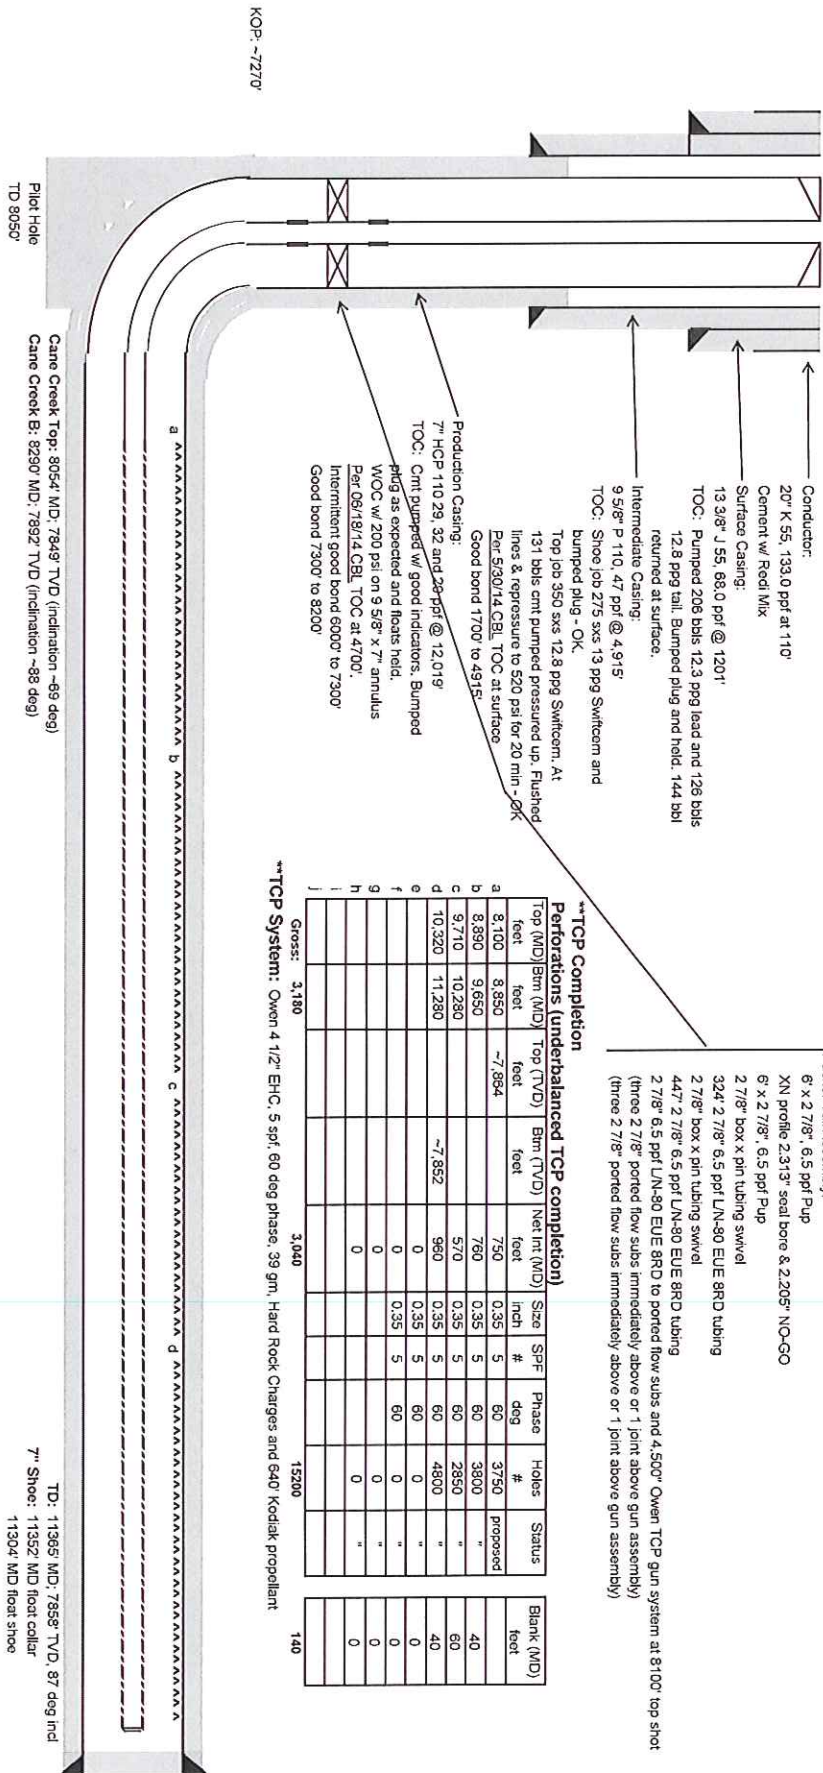 Conductor:
20" K 55, 133.0 ppf at 110'
Cement w/ Redi Mix
Surface Casing:
13 3/8" J 55, 68.0 ppf @ 1201'
TOC: Pumped 206 bbls 12.3 ppg lead and 126 bbls
12.8 ppg tail. Bumped plug and held. 144 bbl
returned at surface.
Intermediate Casing:
9 5/8" P 110, 47 ppf @ 4,915'
TOC: Shoe job 275 sxs 13 ppg Swiftcem and
bumped plug - OK.
Top job 350 sxs 12.8 ppg Swiftcem. At
131 bbls cmt pumped pressured up. Flushed
lines & repressure to 520 psi for 20 min - OK
Per 5/30/14 CBL TOC at surface
Good bond 1700' to 4915'
Production Casing:
7" HCP 110 29, 32 and 29 ppf @ 12,019'
TOC: Cmt pumped w/ good indicators. Bumped
plug as expected and floats held.
WOC w/ 200 psi on 9 5/8" x 7" annulus
Per 06/18/14 CBL TOC at 4700'.
Intermittent good bond 6000' to 7300'
Good bond 7300' to 8200'
6' x 2 7/8", 6.5 ppf Pup
XN profile 2.313" seal bore & 2.205" NO-GO
6' x 2 7/8", 6.5 ppf Pup
2 7/8" box x pin tubing swivel
324' 2 7/8" 6.5 ppf L/N-80 EUE 8RD tubing
2 7/8" box x pin tubing swivel
447' 2 7/8" 6.5 ppf L/N-80 EUE 8RD tubing
2 7/8" 6.5 ppf L/N-80 EUE 8RD to ported flow subs and 4.500" Owen TCP gun system at 8100' top shot
(three 2 7/8" ported flow subs immediately above or 1 joint above gun assembly)
(three 2 7/8" ported flow subs immediately above or 1 joint above gun assembly)
KOP: ~7270'
**TCP Completion
Perforations (underbalanced TCP completion)
Top (MD) Btm (MD) Top (TVD) Btm (TVD) Net Int (MD) Size SPF Phase Holes Status Blank (MD)
feet feet feet feet feet inch # deg # feet
a 8,100 8,850 ~7,864 750 0.35 5 60 3750 proposed
b 8,890 9,650 760 0.35 5 60 3800 " 40
c 9,710 10,280 570 0.35 5 60 2850 " 60
d 10,320 11,280 ~7,852 960 0.35 5 60 4800 " 40
e 0 0.35 5 60 0 " 0
f 0 0.35 5 60 0 " 0
g 0 0 " 0
h 0 0 " 0
i
j
Gross: 3,180 3,040 15200 140
**TCP System: Owen 4 1/2" EHC, 5 spf, 60 deg phase, 39 gm, Hard Rock Charges and 640' Kodiak propellant
a b c d
Pilot Hole
TD 8050'
Cane Creek Top: 8054' MD; 7849' TVD (inclination ~69 deg)
Cane Creek B: 8290' MD; 7892' TVD (inclination ~88 deg)
TD: 11365' MD; 7858' TVD, 87 deg incl
7" Shoe: 11352' MD float collar
11304' MD float shoe